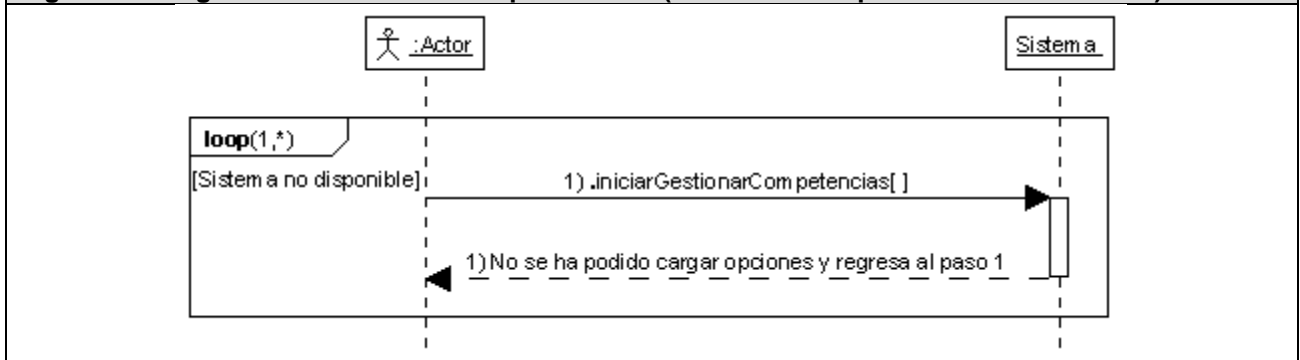 :Actor
Sistema
loop(1,*)
[Sistema no disponible]
1) .iniciarGestionarCompetencias[ ]
1)No se ha podido cargar opciones y regresa al paso 1